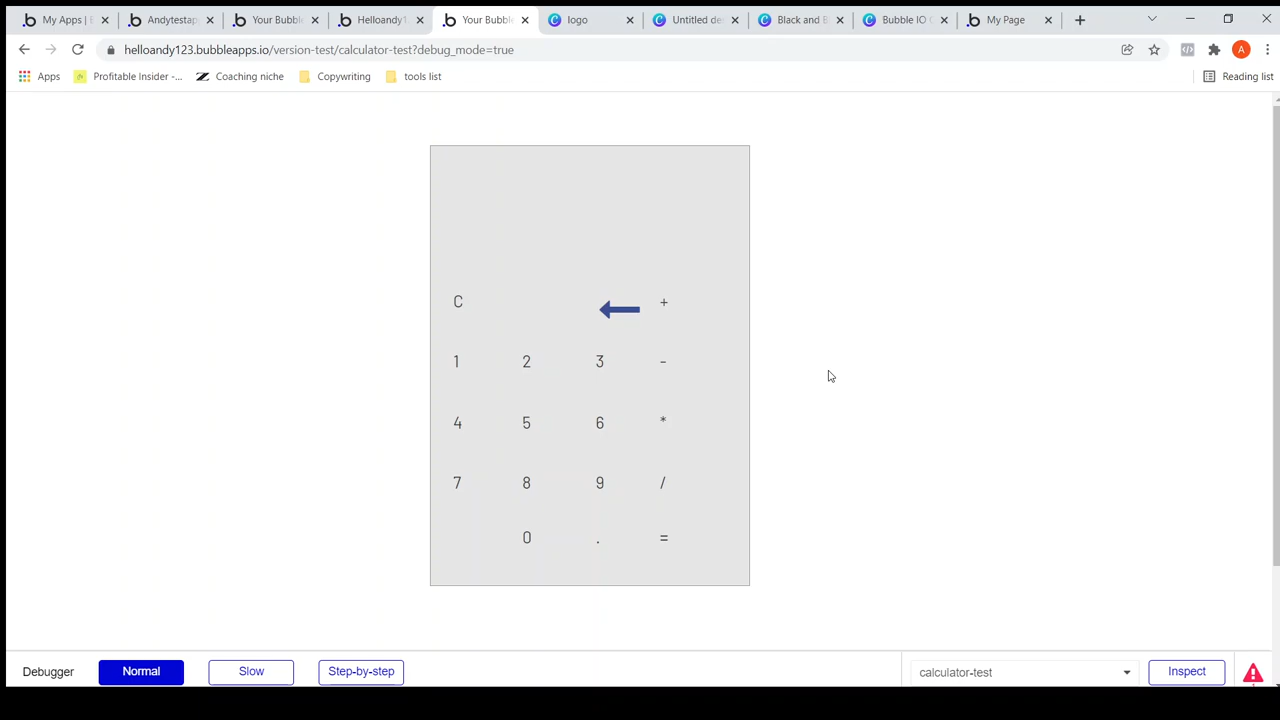 My Apps | B
Andytestap
Your Bubbl
Helloandy1
Your Bubbl
logo
Untitled de
Black and B
Bubble IO C
My Page
helloandy123.bubbleapps.io/version-test/calculator-test?debug_mode=true
A
Apps
Profitable Insider -...
Coaching niche
Copywriting
tools list
Reading list
C +
1 2 3 -
4 5 6 *
7 8 9 /
0 . =
Debugger
Normal
Slow
Step-by-step
calculator-test
Inspect